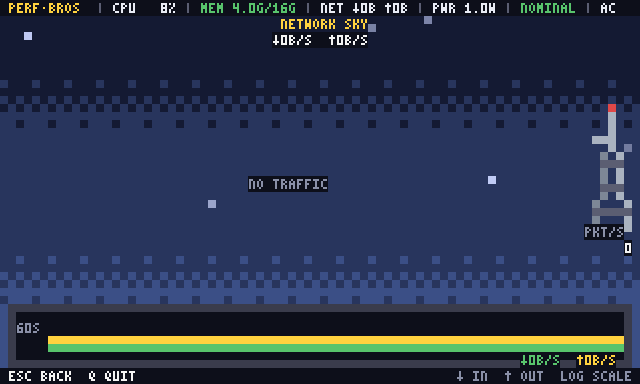 PERF·BROS | CPU 8% | MEM 4.0G/16G | NET ↓0B ↑0B | PWR 1.0W | NOMINAL | AC
NETWORK SKY
↓0B/S ↑0B/S
NO TRAFFIC
PKT/S
0
60S
↓0B/S ↑0B/S
ESC BACK Q QUIT ↓ IN ↑ OUT LOG SCALE